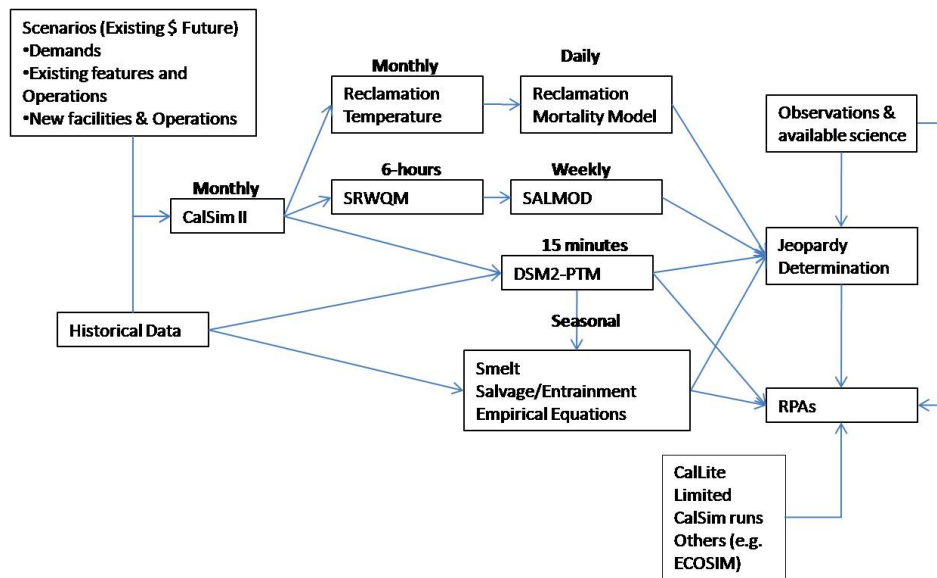 Scenarios (Existing $ Future)
•Demands
•Existing features and
Operations
•New facilities & Operations
Monthly
Reclamation
Temperature
Daily
Reclamation
Mortality Model
Observations &
available science
Monthly
CalSim II
6-hours
SRWQM
Weekly
SALMOD
15 minutes
DSM2-PTM
Jeopardy
Determination
Historical Data
Seasonal
Smelt
Salvage/Entrainment
Empirical Equations
RPAs
CalLite
Limited
CalSim runs
Others (e.g.
ECOSIM)